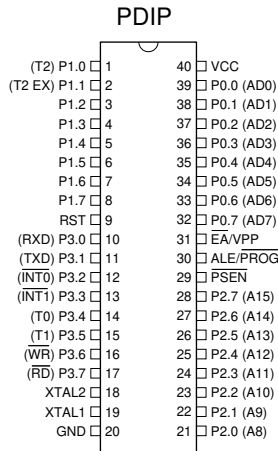 PDIP
(T2) P1.0 1 40 VCC
(T2 EX) P1.1 2 39 P0.0 (AD0)
P1.2 3 38 P0.1 (AD1)
P1.3 4 37 P0.2 (AD2)
P1.4 5 36 P0.3 (AD3)
P1.5 6 35 P0.4 (AD4)
P1.6 7 34 P0.5 (AD5)
P1.7 8 33 P0.6 (AD6)
RST 9 32 P0.7 (AD7)
(RXD) P3.0 10 31 E̅A̅/VPP
(TXD) P3.1 11 30 ALE/P̅R̅O̅G̅
(I̅N̅T̅0̅) P3.2 12 29 P̅S̅E̅N̅
(I̅N̅T̅1̅) P3.3 13 28 P2.7 (A15)
(T0) P3.4 14 27 P2.6 (A14)
(T1) P3.5 15 26 P2.5 (A13)
(W̅R̅) P3.6 16 25 P2.4 (A12)
(R̅D̅) P3.7 17 24 P2.3 (A11)
XTAL2 18 23 P2.2 (A10)
XTAL1 19 22 P2.1 (A9)
GND 20 21 P2.0 (A8)